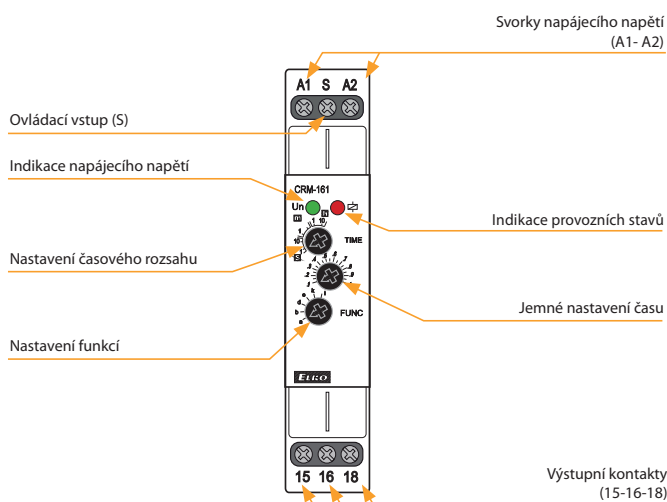 Svorky napájecího napětí
(A1- A2)
A1 S A2
Ovládací vstup (S)
Indikace napájecího napětí
CRM-161
Un
Indikace provozních stavů
TIME
Nastavení časového rozsahu
Jemné nastavení času
FUNC
Nastavení funkcí
ELKO
15 16 18
Výstupní kontakty
(15-16-18)